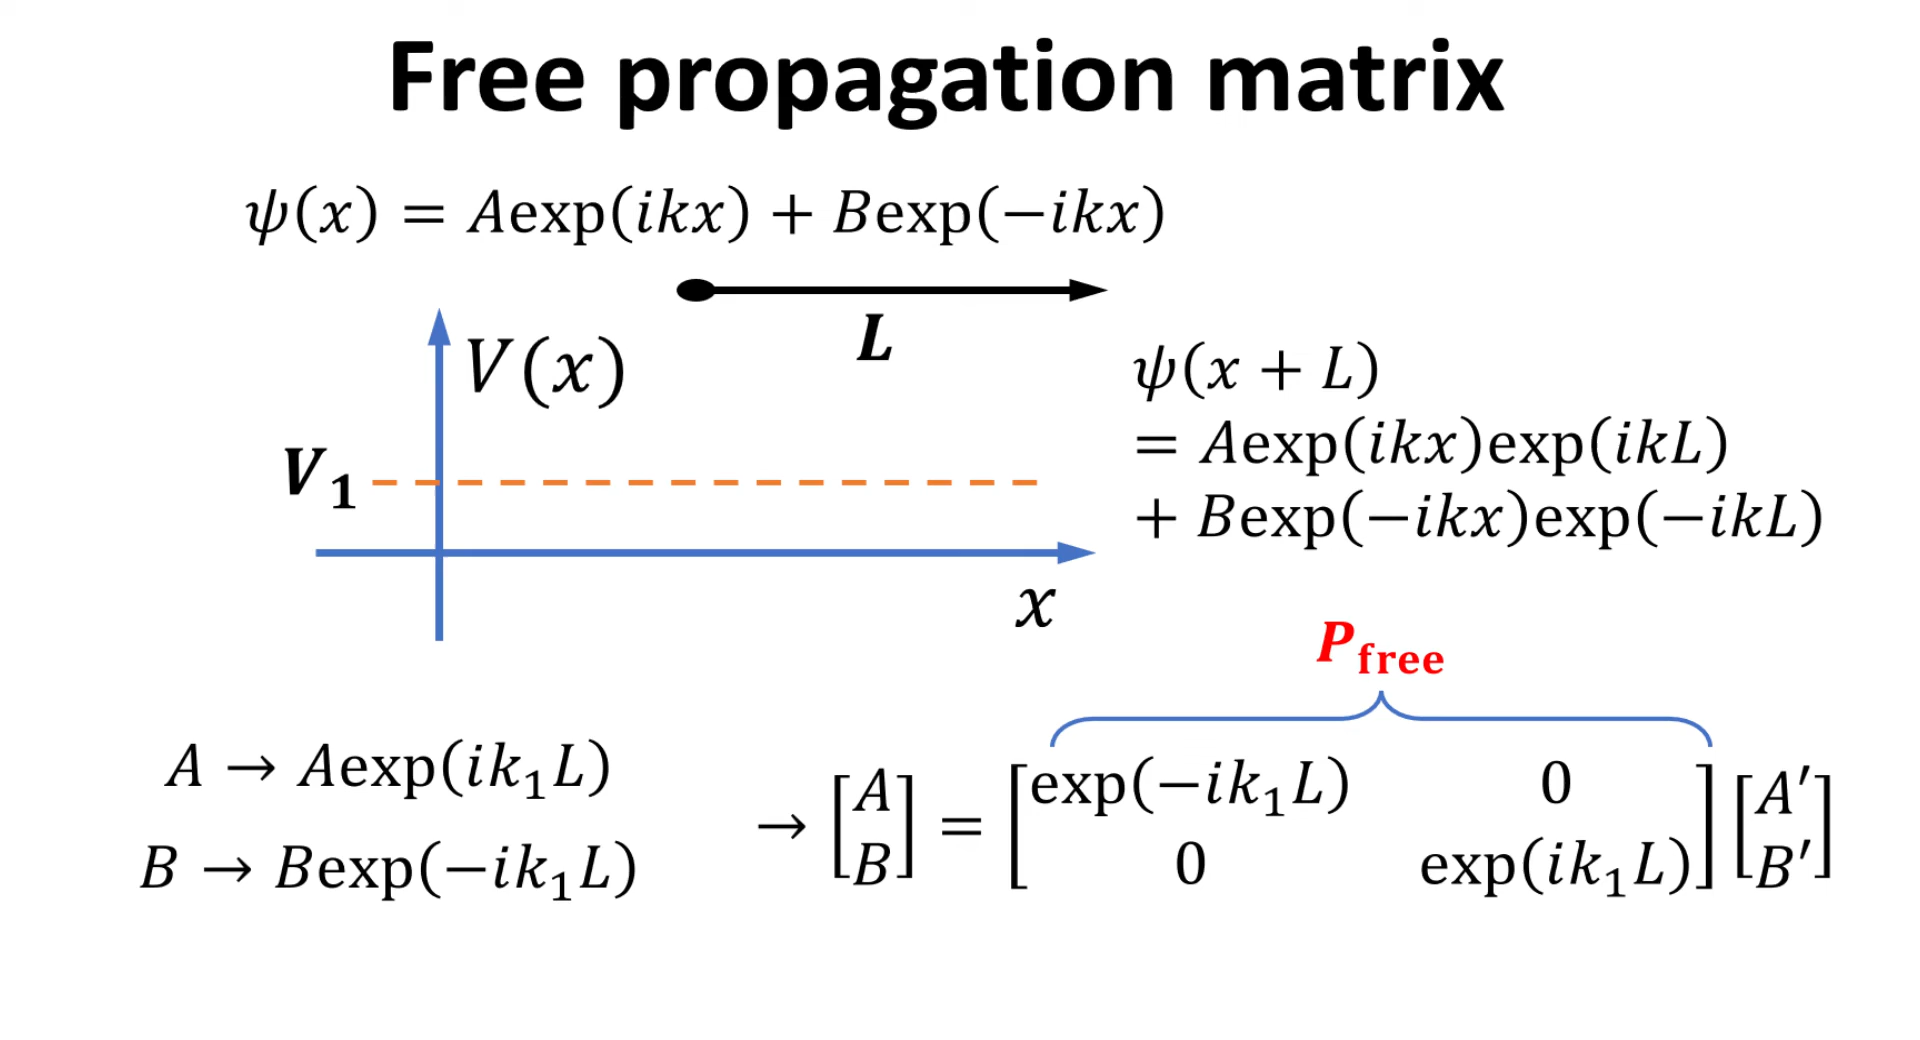 Free propagation matrix
ψ(x) = Aexp(ikx) + Bexp(−ikx)
L
V(x)
V₁
x
ψ(x + L)
= Aexp(ikx)exp(ikL)
+ Bexp(−ikx)exp(−ikL)
P_free
A → Aexp(ik₁L)
B → Bexp(−ik₁L)
→ [A B] = [exp(−ik₁L) 0 0 exp(ik₁L)] [A′ B′]